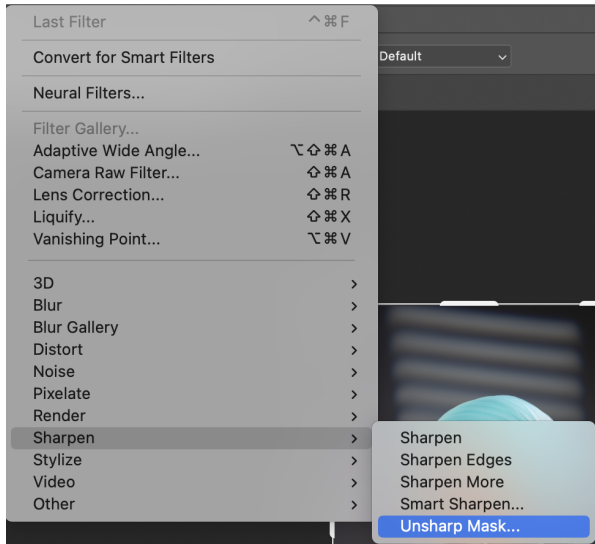 Last Filter ^⌘F
Convert for Smart Filters
Neural Filters...
Filter Gallery...
Adaptive Wide Angle... ⌥⇧⌘A
Camera Raw Filter... ⇧⌘A
Lens Correction... ⇧⌘R
Liquify... ⇧⌘X
Vanishing Point... ⌥⌘V
3D
Blur
Blur Gallery
Distort
Noise
Pixelate
Render
Sharpen
Stylize
Video
Other
Default
Sharpen
Sharpen Edges
Sharpen More
Smart Sharpen...
Unsharp Mask...